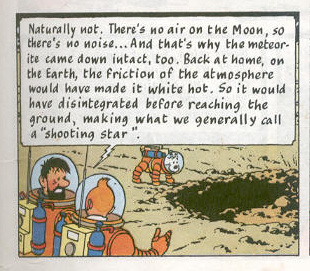 Naturally not. There's no air on the Moon, so
there's no noise... And that's why the meteor-
ite came down intact, too. Back at home, on
the Earth, the friction of the atmosphere
would have made it white hot. So it would
have disintegrated before reaching the
ground, making what we generally call
a "shooting star".